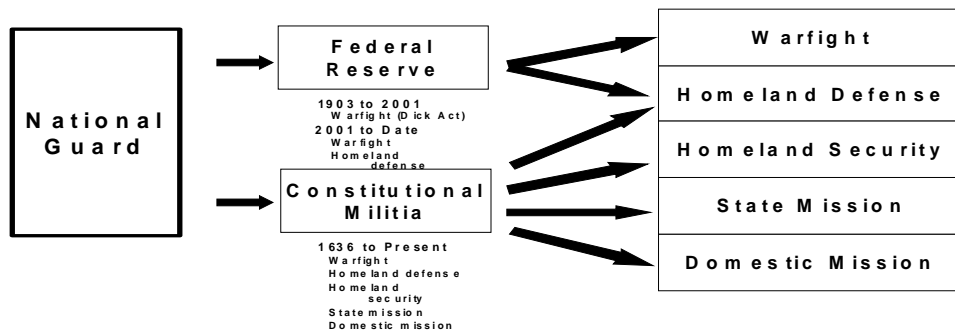 National
Guard
Federal
Reserve
1903 to 2001
Warfight (Dick Act)
2001 to Date
Warfight
Homeland
defense
Constitutional
Militia
1636 to Present
Warfight
Homeland defense
Homeland
security
State mission
Domestic mission
Warfight
Homeland Defense
Homeland Security
State Mission
Domestic Mission